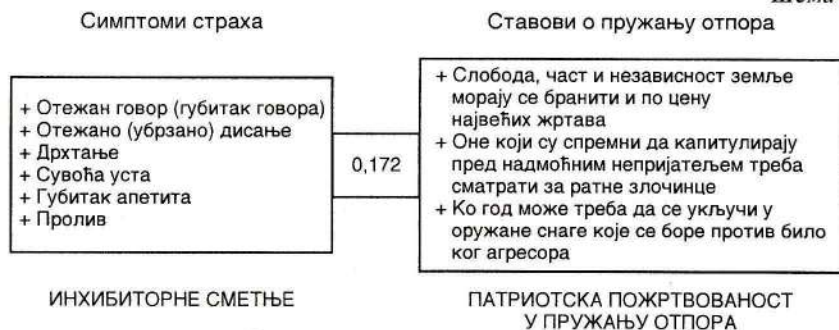 Симптоми страха
Ставови о пружању отпора
+ Отежан говор (губитак говора)
+ Отежано (убрзано) дисање
+ Дрхтање
+ Сувоћа уста
+ Губитак апетита
+ Пролив
0,172
+ Слобода, част и независност земље
морају се бранити и по цену
највећих жртава
+ Оне који су спремни да капитулирају
пред надмоћним непријатељем треба
сматрати за ратне злочинце
+ Ко год може треба да се укључи у
оружане снаге које се боре против било
ког агресора
ИНХИБИТОРНЕ СМЕТЊЕ
ПАТРИОТСКА ПОЖРТВОВАНОСТ
У ПРУЖАЊУ ОТПОРА